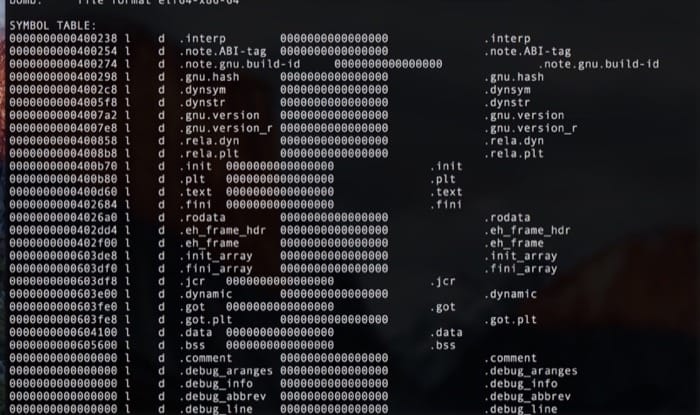 bomb: file format elf64-x86-64
SYMBOL TABLE:
0000000000400238 l d .interp 0000000000000000 .interp
0000000000400254 l d .note.ABI-tag 0000000000000000 .note.ABI-tag
0000000000400274 l d .note.gnu.build-id 0000000000000000 .note.gnu.build-id
0000000000400298 l d .gnu.hash 0000000000000000 .gnu.hash
00000000004002c8 l d .dynsym 0000000000000000 .dynsym
00000000004005f8 l d .dynstr 0000000000000000 .dynstr
00000000004007a2 l d .gnu.version 0000000000000000 .gnu.version
00000000004007e8 l d .gnu.version_r 0000000000000000 .gnu.version_r
0000000000400858 l d .rela.dyn 0000000000000000 .rela.dyn
00000000004008b8 l d .rela.plt 0000000000000000 .rela.plt
0000000000400b70 l d .init 0000000000000000 .init
0000000000400b80 l d .plt 0000000000000000 .plt
0000000000400d60 l d .text 0000000000000000 .text
0000000000402684 l d .fini 0000000000000000 .fini
00000000004026a0 l d .rodata 0000000000000000 .rodata
0000000000402dd4 l d .eh_frame_hdr 0000000000000000 .eh_frame_hdr
0000000000402f00 l d .eh_frame 0000000000000000 .eh_frame
0000000000603de8 l d .init_array 0000000000000000 .init_array
0000000000603df0 l d .fini_array 0000000000000000 .fini_array
0000000000603df8 l d .jcr 0000000000000000 .jcr
0000000000603e00 l d .dynamic 0000000000000000 .dynamic
0000000000603fe0 l d .got 0000000000000000 .got
0000000000603fe8 l d .got.plt 0000000000000000 .got.plt
0000000000604100 l d .data 0000000000000000 .data
0000000000605600 l d .bss 0000000000000000 .bss
0000000000000000 l d .comment 0000000000000000 .comment
0000000000000000 l d .debug_aranges 0000000000000000 .debug_aranges
0000000000000000 l d .debug_info 0000000000000000 .debug_info
0000000000000000 l d .debug_abbrev 0000000000000000 .debug_abbrev
0000000000000000 l d .debug_line 0000000000000000 .debug_line